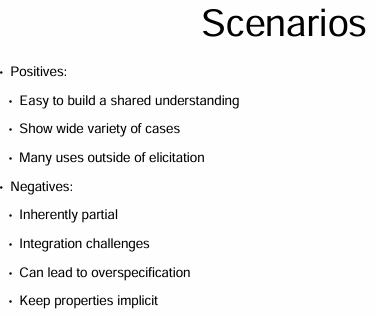 Scenarios
• Positives:
• Easy to build a shared understanding
• Show wide variety of cases
• Many uses outside of elicitation
• Negatives:
• Inherently partial
• Integration challenges
• Can lead to overspecification
• Keep properties implicit